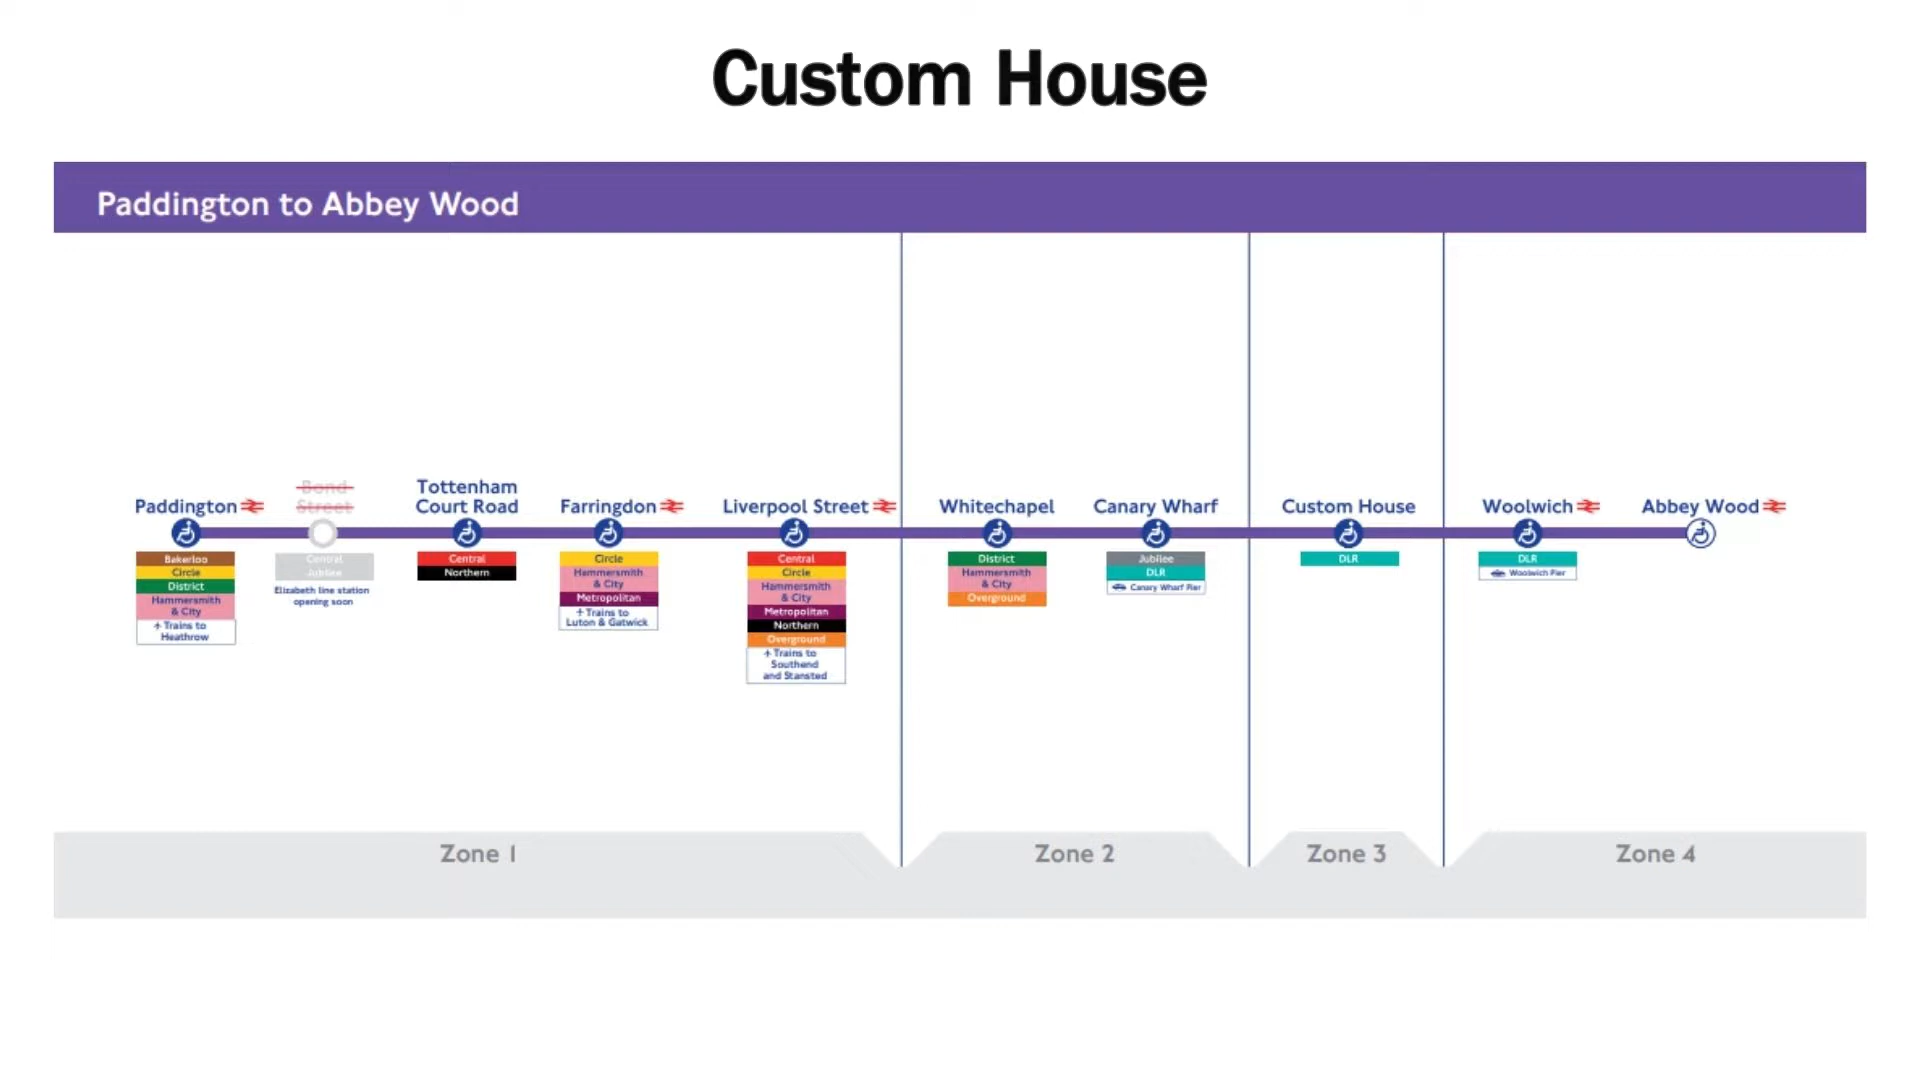 Custom House
Paddington to Abbey Wood
Paddington
Bakerloo
Circle
District
Hammersmith
& City
Trains to
Heathrow
Bond
Street
Central
Jubilee
Elizabeth line station
opening soon
Tottenham
Court Road
Central
Northern
Farringdon
Circle
Hammersmith
& City
Metropolitan
Trains to
Luton & Gatwick
Liverpool Street
Central
Circle
Hammersmith
& City
Metropolitan
Northern
Overground
Trains to
Southend
and Stansted
Whitechapel
District
Hammersmith
& City
Overground
Canary Wharf
Jubilee
DLR
Canary Wharf Pier
Custom House
DLR
Woolwich
DLR
Woolwich Pier
Abbey Wood
Zone 1
Zone 2
Zone 3
Zone 4